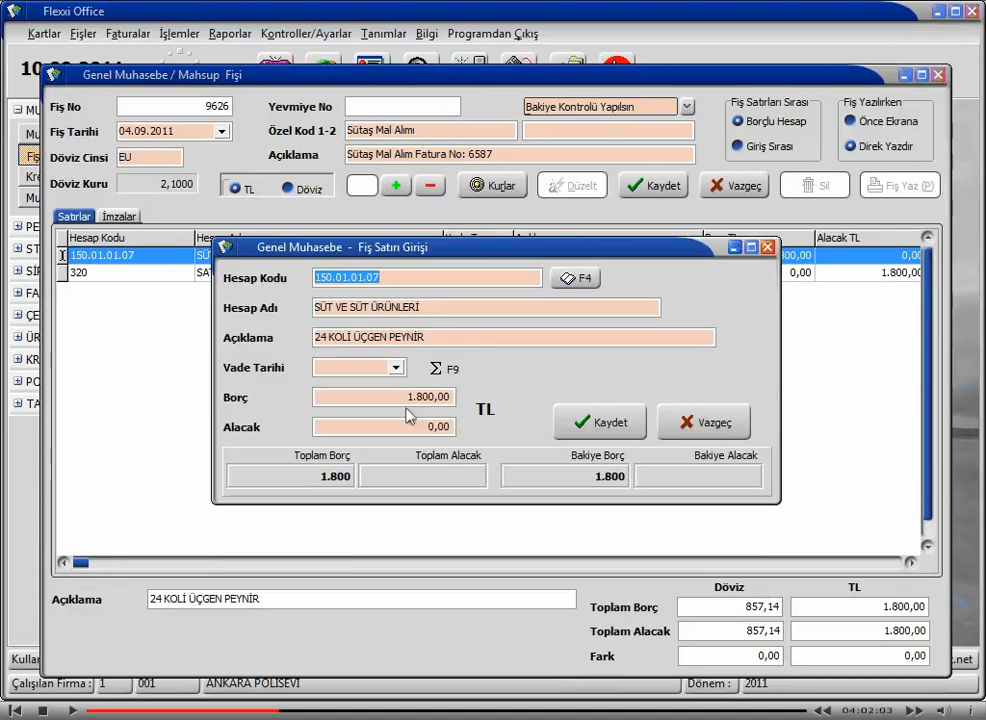 Flexxi Office
Kartlar Fişler Faturalar İşlemler Raporlar Kontroller/Ayarlar Tanımlar Bilgi Programdan Çıkış
Genel Muhasebe / Mahsup Fişi
Fiş No 9626 Yevmiye No Bakiye Kontrolü Yapılsın Fiş Satırları Sırası Fiş Yazılırken
Fiş Tarihi 04.09.2011 Özel Kod 1-2 Sütaş Mal Alımı Borçlu Hesap Önce Ekrana
Döviz Cinsi EU Açıklama Sütaş Mal Alım Fatura No: 6587 Giriş Sırası Direk Yazdır
Döviz Kuru 2,1000 TL Döviz Kurlar Düzelt Kaydet Vazgeç Sil Fiş Yaz (P)
Satırlar İmzalar
Hesap Kodu Alacak TL
150.01.01.07 0,00
320 0,00 1.800,00
Genel Muhasebe - Fiş Satırı Girişi
Hesap Kodu 150.01.01.07 F4
Hesap Adı SÜT VE SÜT ÜRÜNLERİ
Açıklama 24 KOLİ ÜÇGEN PEYNİR
Vade Tarihi Σ F9
Borç 1.800,00 TL
Alacak 0,00 Kaydet Vazgeç
Toplam Borç Toplam Alacak Bakiye Borç Bakiye Alacak
1.800 1.800
Döviz TL
Açıklama 24 KOLİ ÜÇGEN PEYNİR
Toplam Borç 857,14 1.800,00
Toplam Alacak 857,14 1.800,00
Fark 0,00 0,00
Çalışılan Firma : 1 001 ANKARA POLİSEVİ Dönem : 2011
04:02:03